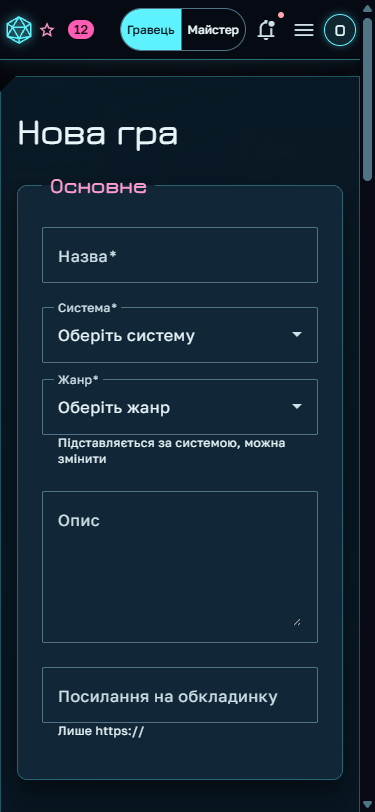 12
Гравець
Майстер
О
Нова гра
Основне
Назва*
Система*
Оберіть систему
Жанр*
Оберіть жанр
Підставляється за системою, можна
змінити
Опис
Посилання на обкладинку
Лише https://